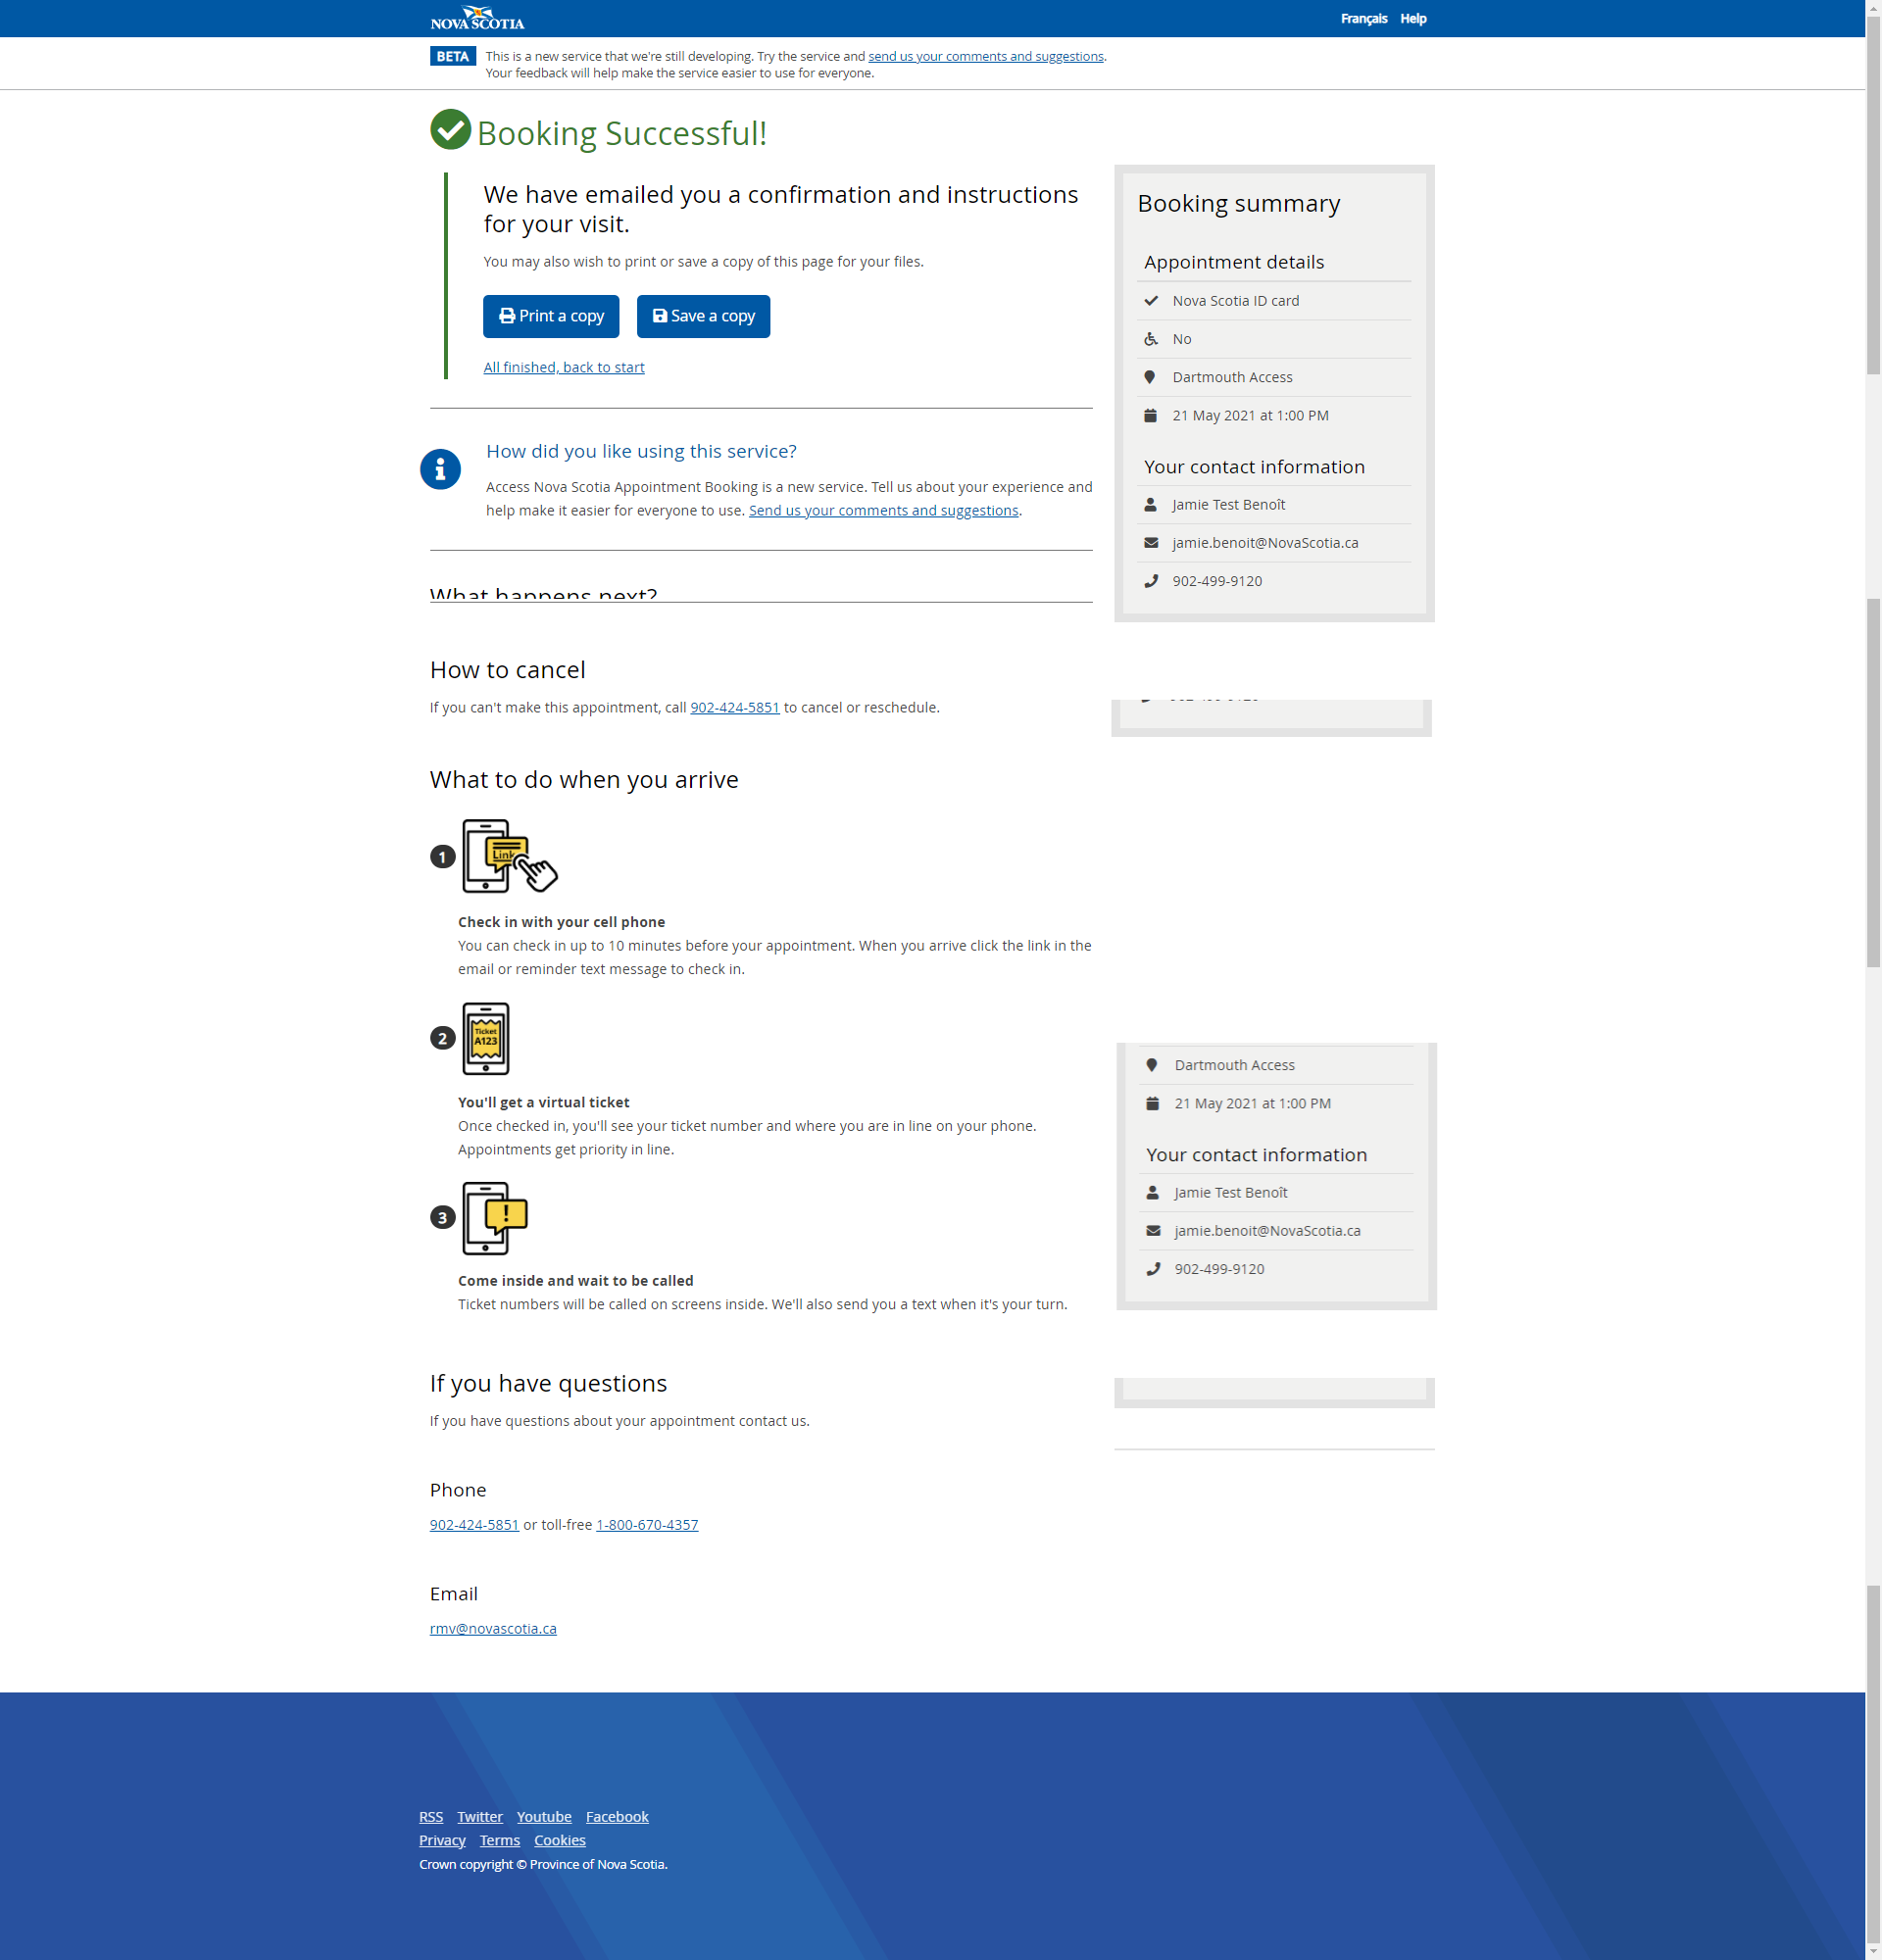 NOVA SCOTIA
Français Help
BETA This is a new service that we're still developing. Try the service and send us your comments and suggestions.
Your feedback will help make the service easier to use for everyone.
Booking Successful!
We have emailed you a confirmation and instructions
for your visit.
You may also wish to print or save a copy of this page for your files.
Print a copy
Save a copy
All finished, back to start
How did you like using this service?
Access Nova Scotia Appointment Booking is a new service. Tell us about your experience and
help make it easier for everyone to use. Send us your comments and suggestions.
What happens next?
Booking summary
Appointment details
Nova Scotia ID card
No
Dartmouth Access
21 May 2021 at 1:00 PM
Your contact information
Jamie Test Benoît
jamie.benoit@NovaScotia.ca
902-499-9120
How to cancel
If you can't make this appointment, call 902-424-5851 to cancel or reschedule.
What to do when you arrive
1
Link
Check in with your cell phone
You can check in up to 10 minutes before your appointment. When you arrive click the link in the
email or reminder text message to check in.
2
Ticket
A123
You'll get a virtual ticket
Once checked in, you'll see your ticket number and where you are in line on your phone.
Appointments get priority in line.
3
!
Come inside and wait to be called
Ticket numbers will be called on screens inside. We'll also send you a text when it's your turn.
Dartmouth Access
21 May 2021 at 1:00 PM
Your contact information
Jamie Test Benoît
jamie.benoit@NovaScotia.ca
902-499-9120
If you have questions
If you have questions about your appointment contact us.
Phone
902-424-5851 or toll-free 1-800-670-4357
Email
rmv@novascotia.ca
RSS Twitter Youtube Facebook
Privacy Terms Cookies
Crown copyright © Province of Nova Scotia.